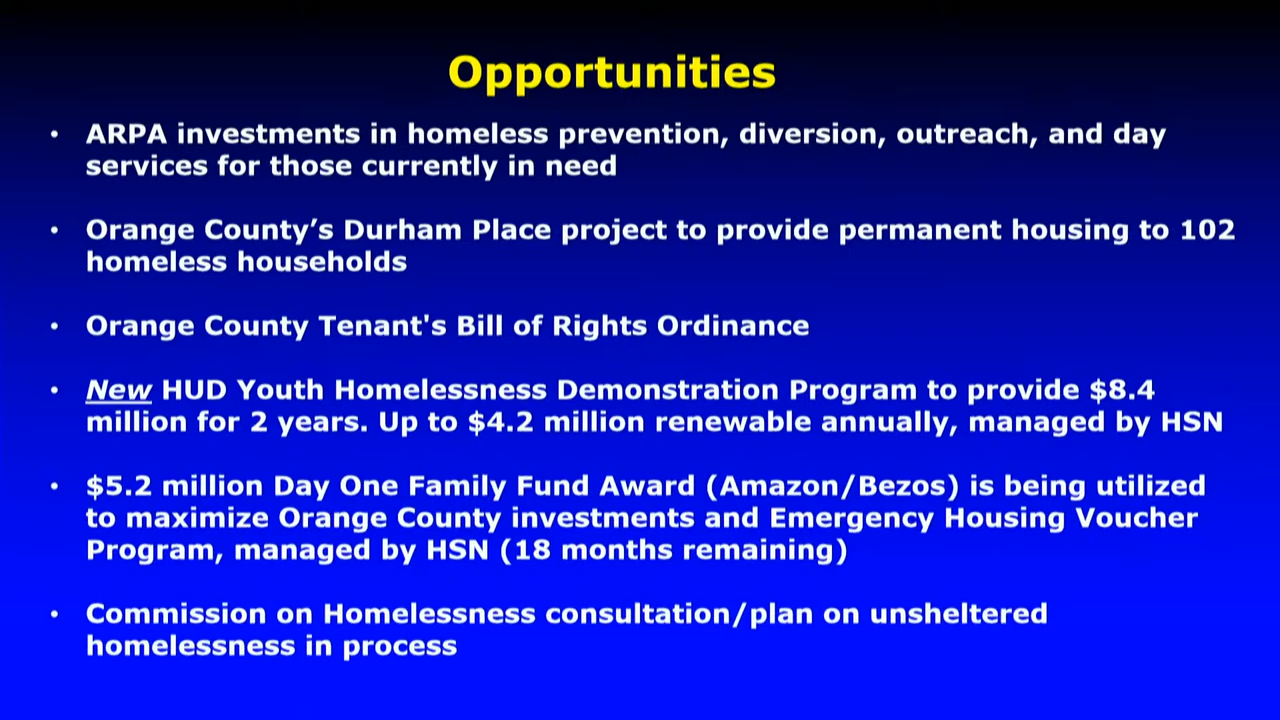 Opportunities
• ARPA investments in homeless prevention, diversion, outreach, and day
services for those currently in need
• Orange County’s Durham Place project to provide permanent housing to 102
homeless households
• Orange County Tenant's Bill of Rights Ordinance
• New HUD Youth Homelessness Demonstration Program to provide $8.4
million for 2 years. Up to $4.2 million renewable annually, managed by HSN
• $5.2 million Day One Family Fund Award (Amazon/Bezos) is being utilized
to maximize Orange County investments and Emergency Housing Voucher
Program, managed by HSN (18 months remaining)
• Commission on Homelessness consultation/plan on unsheltered
homelessness in process